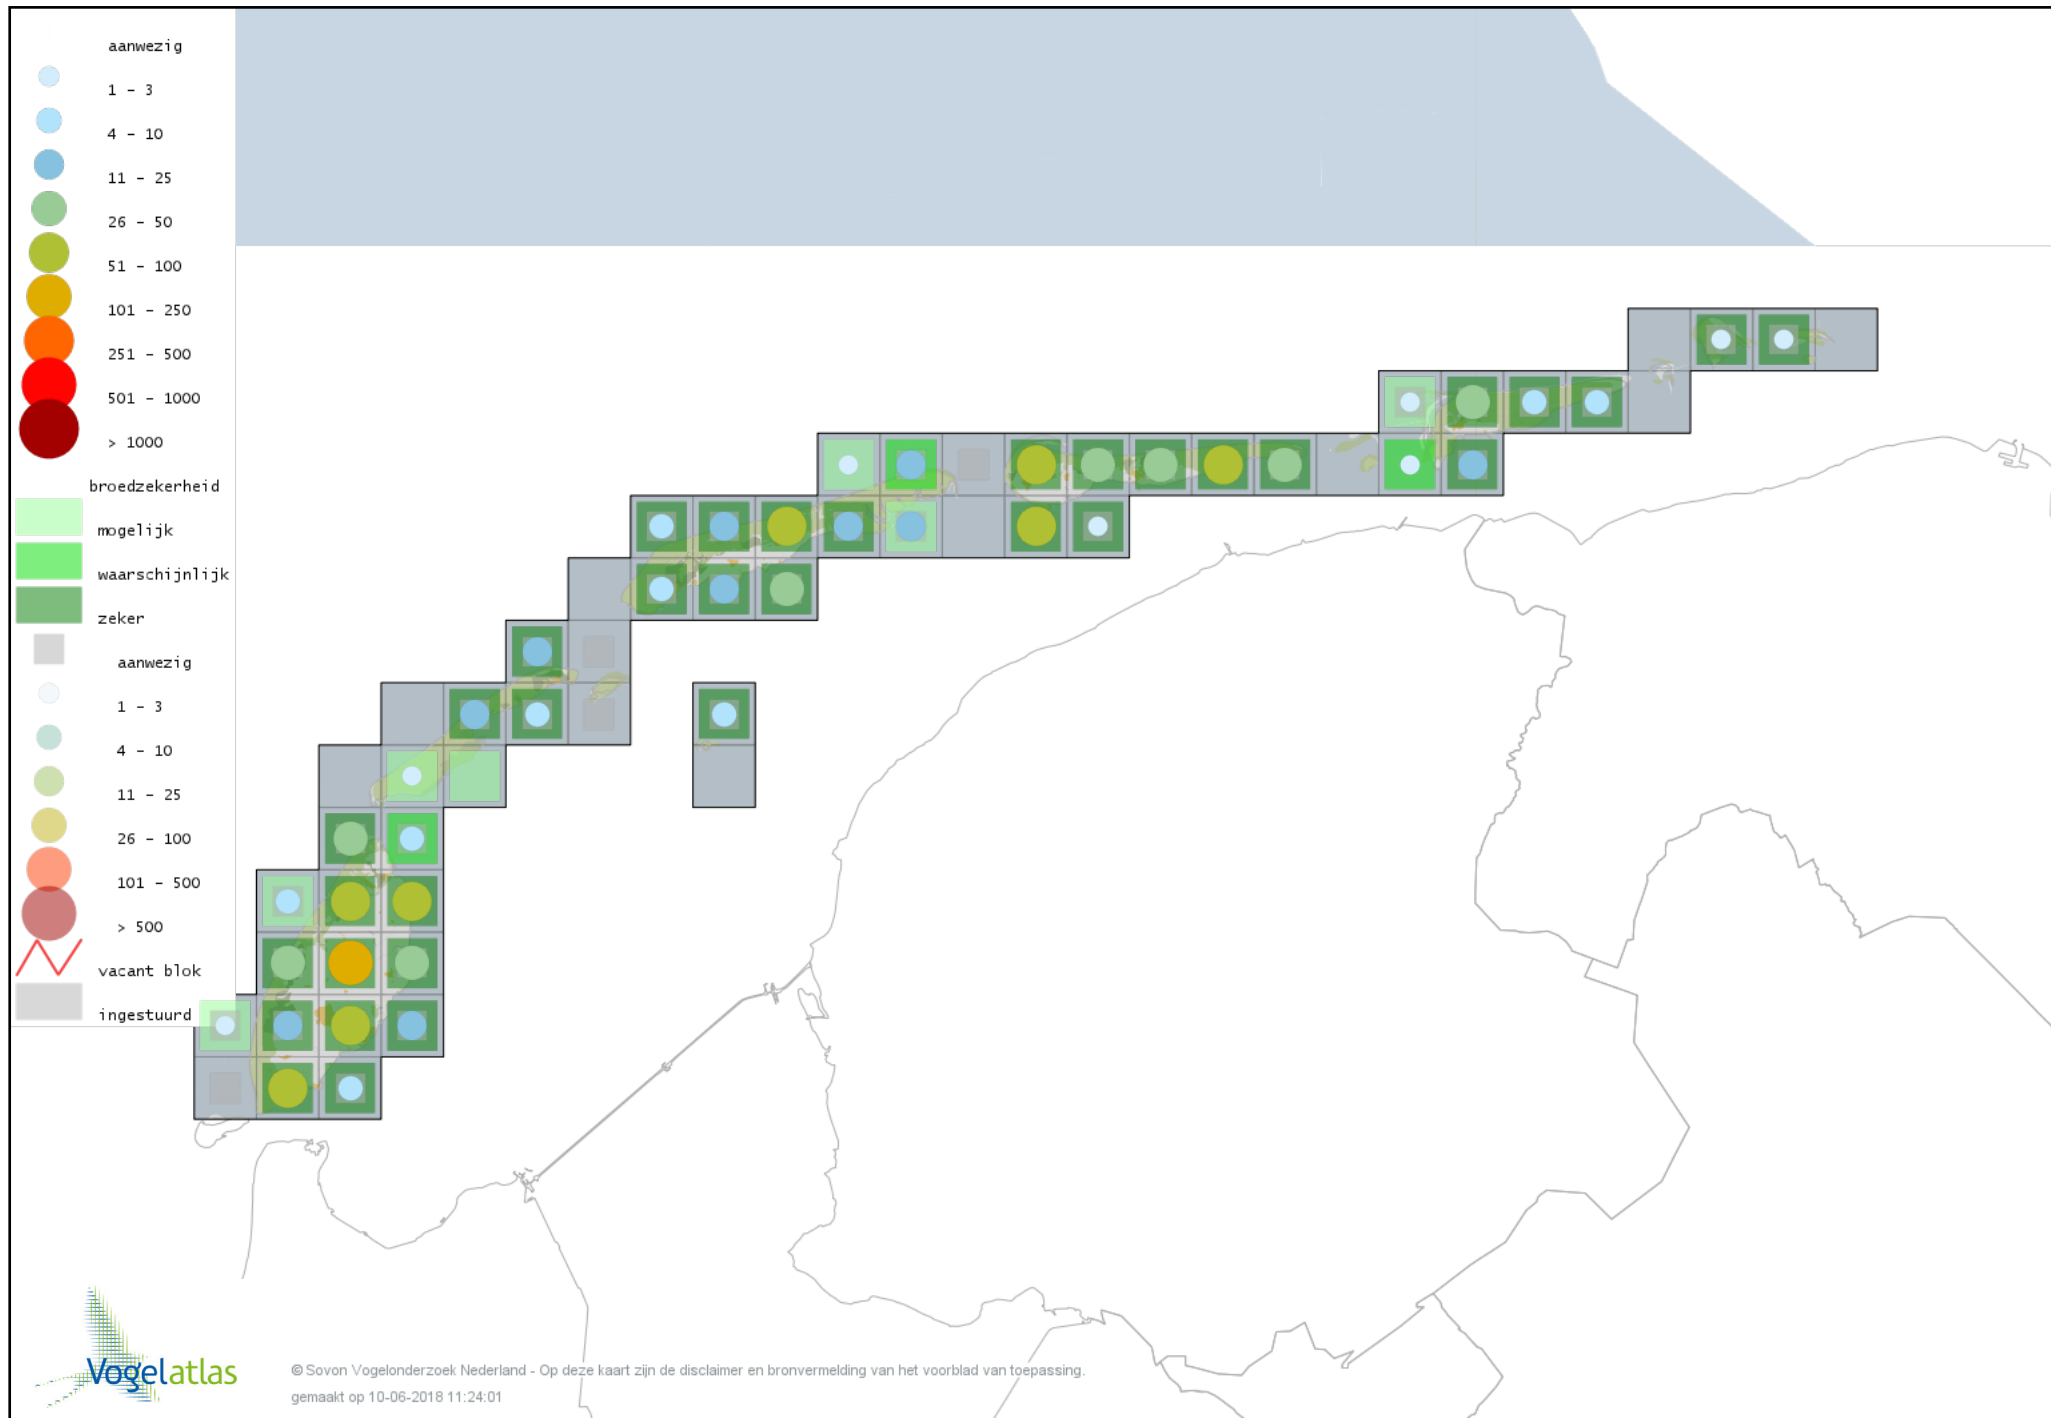 aanwezig
1 - 3
4 - 10
11 - 25
26 - 50
51 - 100
101 - 250
251 - 500
501 - 1000
> 1000
broedzekerheid
mogelijk
waarschijnlijk
zeker
aanwezig
1 - 3
4 - 10
11 - 25
26 - 100
101 - 500
> 500
vacant blok
ingestuurd
Vogelatlas
© Sovon Vogelonderzoek Nederland - Op deze kaart zijn de disclaimer en bronvermelding van het voorblad van toepassing.
gemaakt op 10-06-2018 11:24:01